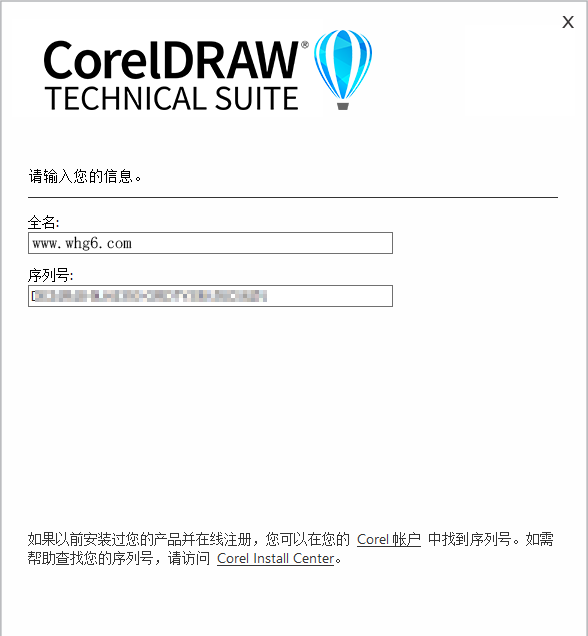 CorelDRAW®
TECHNICAL SUITE
请输入您的信息。
全名:
www.whg6.com
序列号:
如果以前安装过您的产品并在线注册，您可以在您的 Corel 帐户 中找到序列号。如需
帮助查找您的序列号，请访问 Corel Install Center。